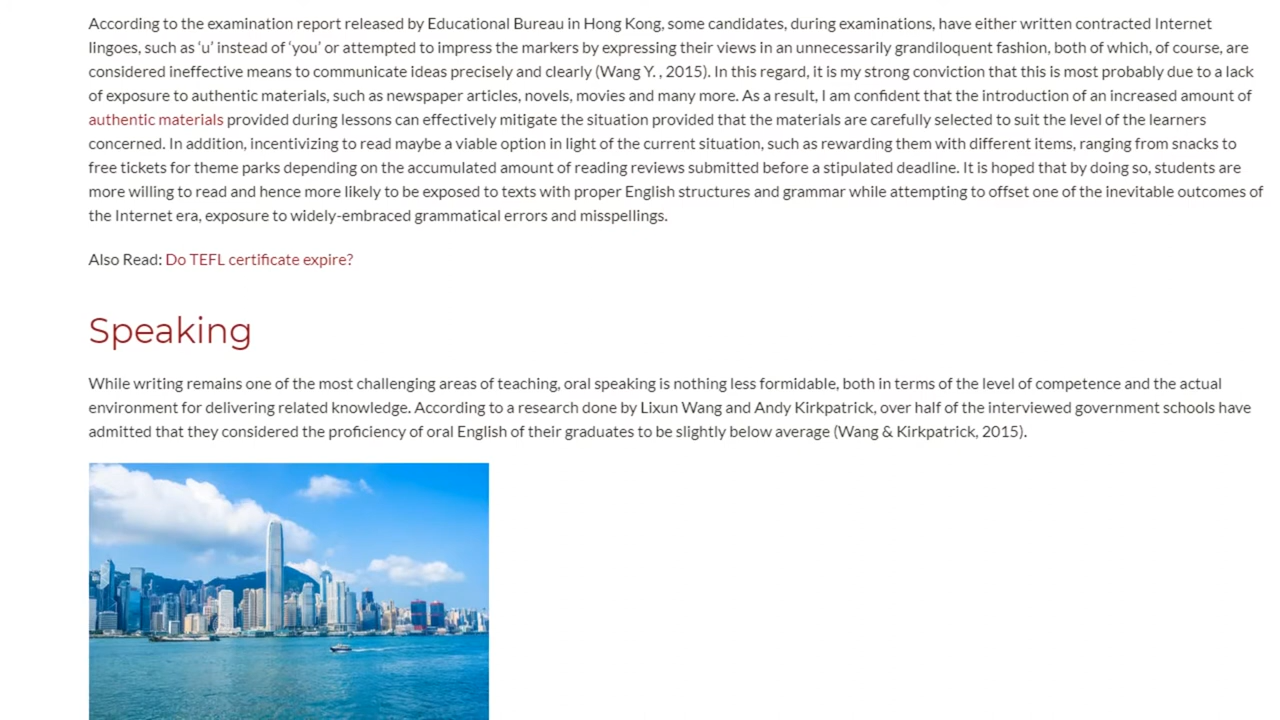 According to the examination report released by Educational Bureau in Hong Kong, some candidates, during examinations, have either written contracted Internet
lingoes, such as ‘u’ instead of ‘you’ or attempted to impress the markers by expressing their views in an unnecessarily grandiloquent fashion, both of which, of course, are
considered ineffective means to communicate ideas precisely and clearly (Wang Y. , 2015). In this regard, it is my strong conviction that this is most probably due to a lack
of exposure to authentic materials, such as newspaper articles, novels, movies and many more. As a result, I am confident that the introduction of an increased amount of
authentic materials provided during lessons can effectively mitigate the situation provided that the materials are carefully selected to suit the level of the learners
concerned. In addition, incentivizing to read maybe a viable option in light of the current situation, such as rewarding them with different items, ranging from snacks to
free tickets for theme parks depending on the accumulated amount of reading reviews submitted before a stipulated deadline. It is hoped that by doing so, students are
more willing to read and hence more likely to be exposed to texts with proper English structures and grammar while attempting to offset one of the inevitable outcomes of
the Internet era, exposure to widely-embraced grammatical errors and misspellings.
Also Read: Do TEFL certificate expire?
Speaking
While writing remains one of the most challenging areas of teaching, oral speaking is nothing less formidable, both in terms of the level of competence and the actual
environment for delivering related knowledge. According to a research done by Lixun Wang and Andy Kirkpatrick, over half of the interviewed government schools have
admitted that they considered the proficiency of oral English of their graduates to be slightly below average (Wang & Kirkpatrick, 2015).